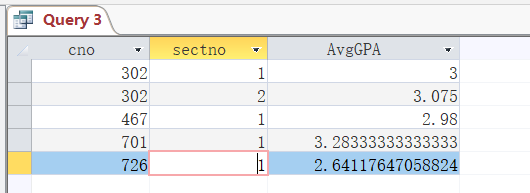 Query 3
cno sectno AvgGPA
302 1 3
302 2 3.075
467 1 2.98
701 1 3.28333333333333
726 1 2.64117647058824